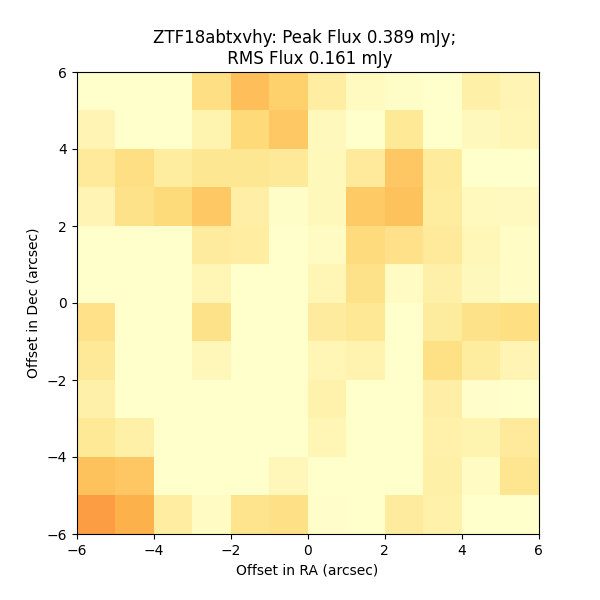 ZTF18abtxvhy: Peak Flux 0.389 mJy;
RMS Flux 0.161 mJy
6
4
2
0
−2
−4
−6
Offset in Dec (arcsec)
−6 −4 −2 0 2 4 6
Offset in RA (arcsec)